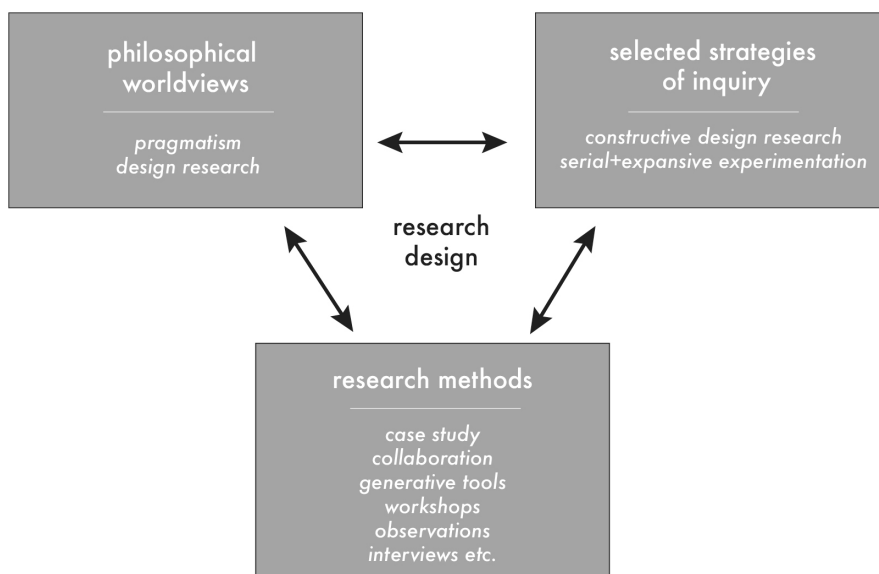 philosophical
worldviews
pragmatism
design research
selected strategies
of inquiry
constructive design research
serial+expansive experimentation
research
design
research methods
case study
collaboration
generative tools
workshops
observations
interviews etc.